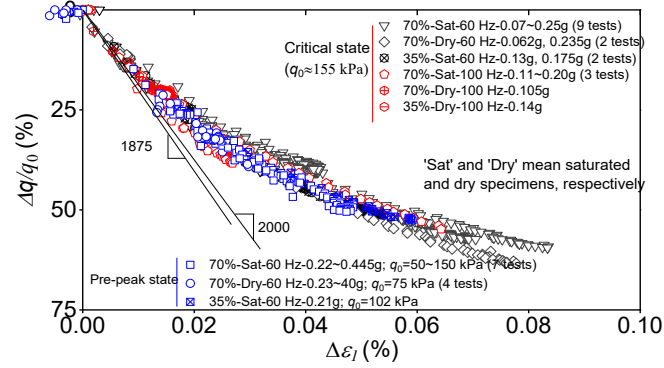 70%-Sat-60 Hz-0.07~0.25g (9 tests)
70%-Dry-60 Hz-0.062g, 0.235g (2 tests)
35%-Sat-60 Hz-0.13g, 0.175g (2 tests)
70%-Sat-100 Hz-0.11~0.20g (3 tests)
70%-Dry-100 Hz-0.105g
35%-Dry-100 Hz-0.14g
Critical state
(q0≈155 kPa)
25
50
75
Δq/q0 (%)
1875
2000
'Sat' and 'Dry' mean saturated
and dry specimens, respectively
Pre-peak state
70%-Sat-60 Hz-0.22~0.445g; q0=50~150 kPa (7 tests)
70%-Dry-60 Hz-0.23~40g; q0=75 kPa (4 tests)
35%-Sat-60 Hz-0.21g; q0=102 kPa
0.00 0.02 0.04 0.06 0.08 0.10
Δε1 (%)